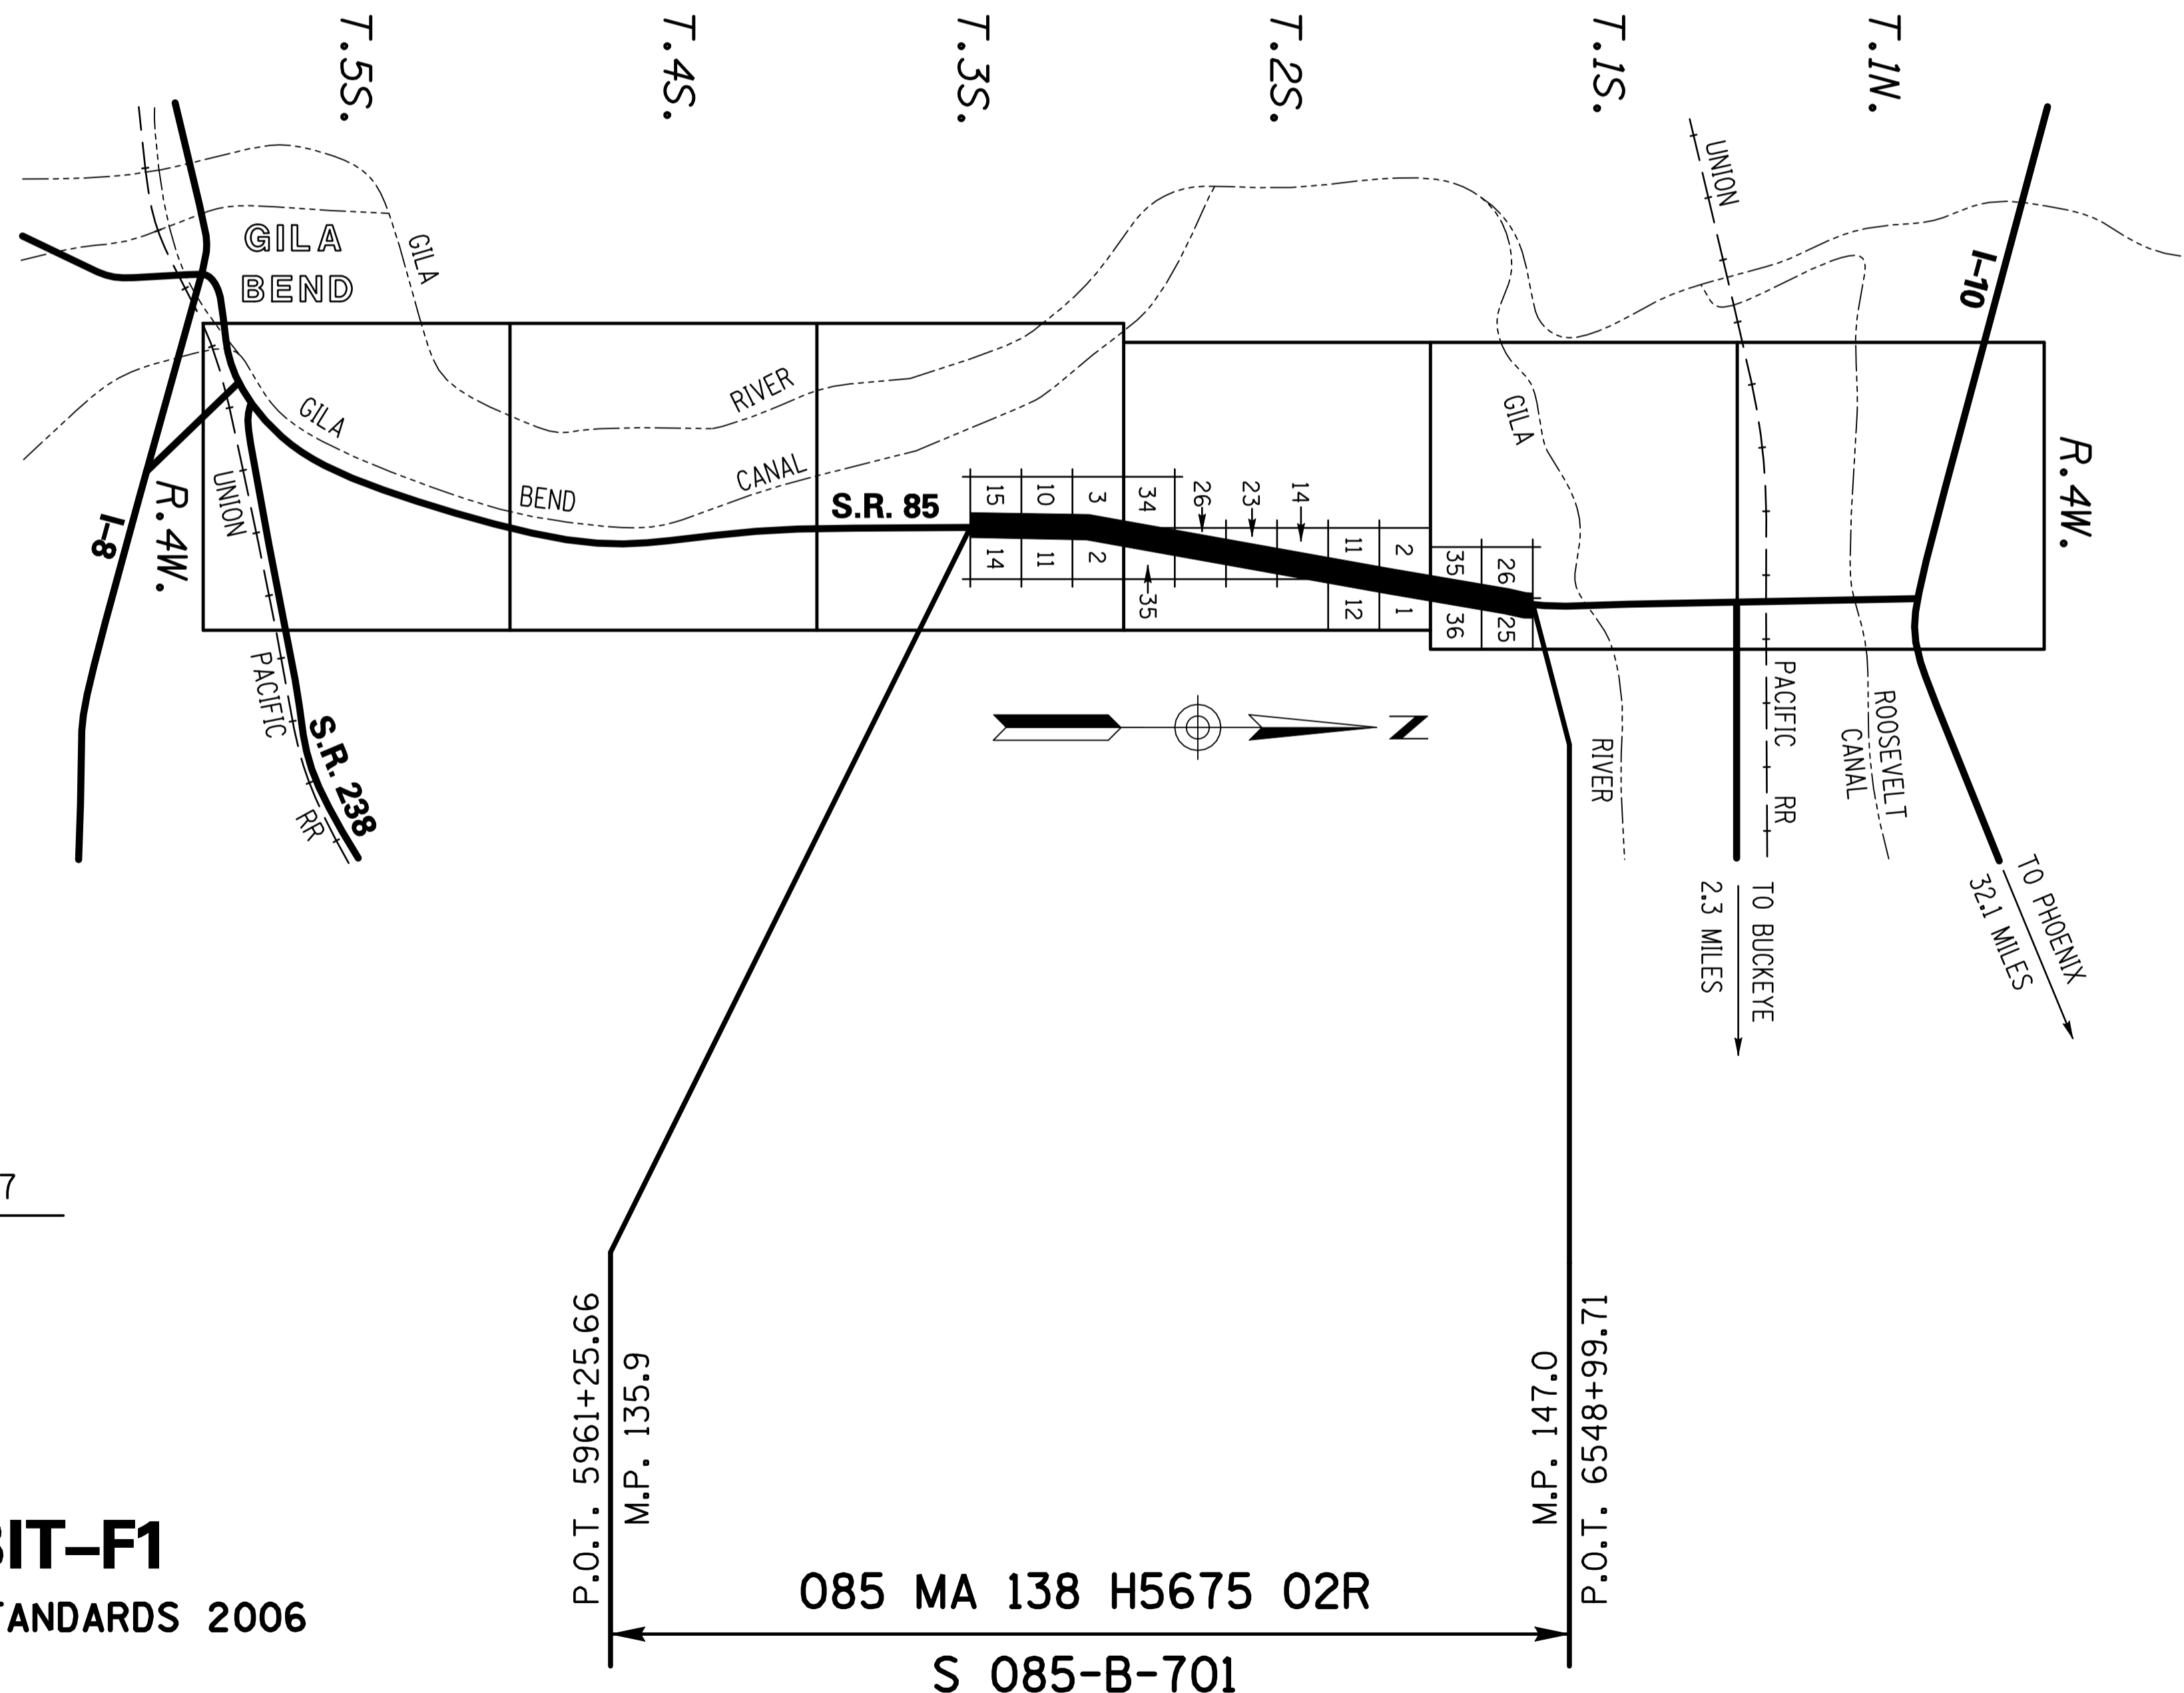 T.5S.
T.4S.
T.3S.
T.2S.
T.1S.
T.1N.
UNION
GILA
BEND
GILA
I-10
RIVER
GILA
BEND
CANAL
GILA
R.4W.
R.4W.
UNION
I-8
S.R. 85
15
10
3
34
26
23
14
14
11
2
35
11
2
12
1
35
26
36
25
PACIFIC
RR
S.R. 238
N
RIVER
PACIFIC RR
ROOSEVELT
CANAL
TO BUCKEYE
2.3 MILES
TO PHOENIX
32.1 MILES
7
P.O.T. 5961+25.66
M.P. 135.9
M.P. 147.0
P.O.T. 6548+99.71
BIT-F1
TANDARDS 2006
085 MA 138 H5675 02R
S 085-B-701